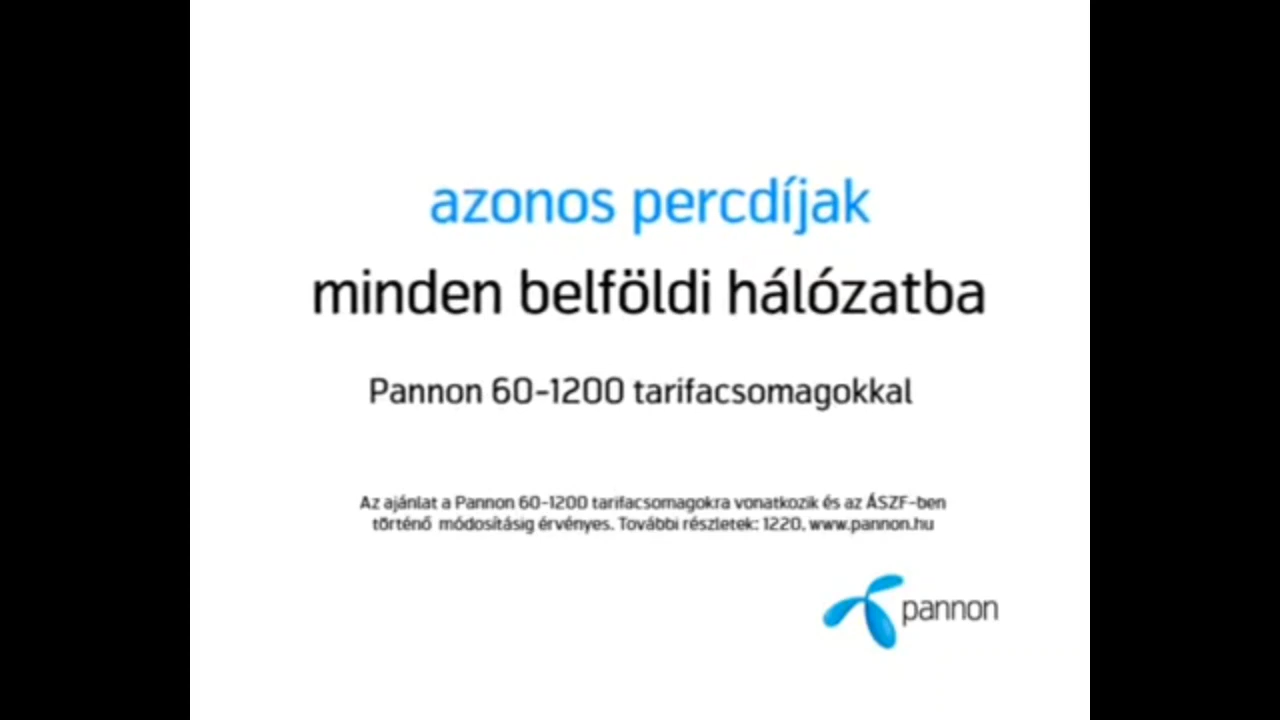 azonos percdíjak
minden belföldi hálózatba
Pannon 60-1200 tarifacsomagokkal
Az ajánlat a Pannon 60-1200 tarifacsomagokra vonatkozik és az ÁSZF-ben
történő módosításig érvényes. További részletek: 1220, www.pannon.hu
pannon